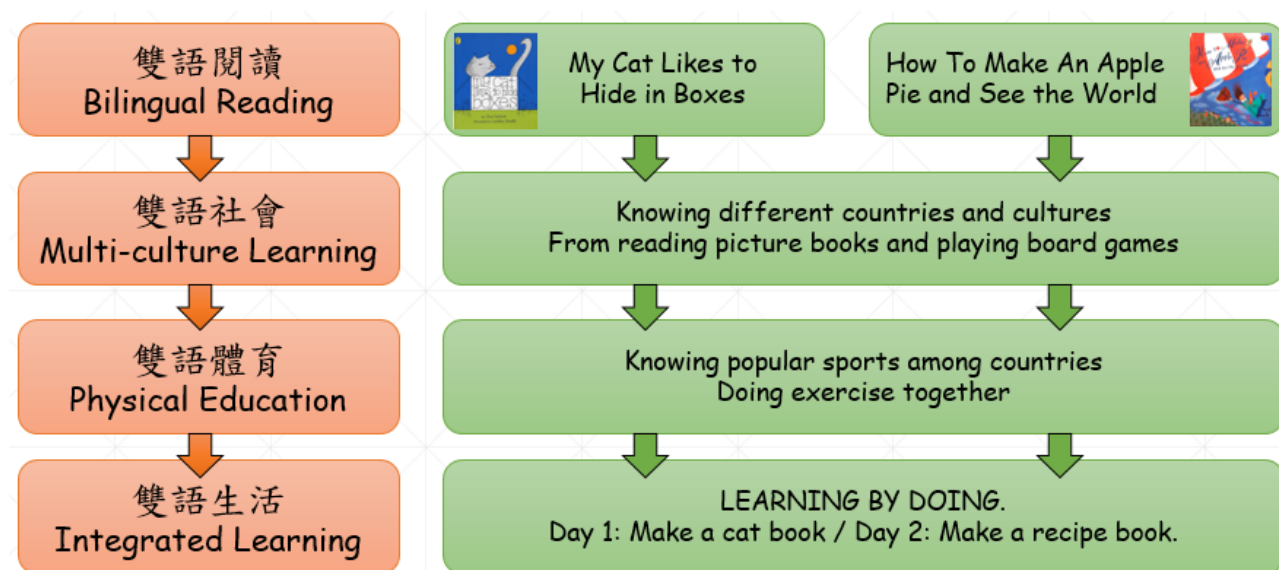 雙語閱讀
Bilingual Reading
My Cat Likes to
Hide in Boxes
How To Make An Apple
Pie and See the World
雙語社會
Multi-culture Learning
Knowing different countries and cultures
From reading picture books and playing board games
雙語體育
Physical Education
Knowing popular sports among countries
Doing exercise together
雙語生活
Integrated Learning
LEARNING BY DOING.
Day 1: Make a cat book / Day 2: Make a recipe book.